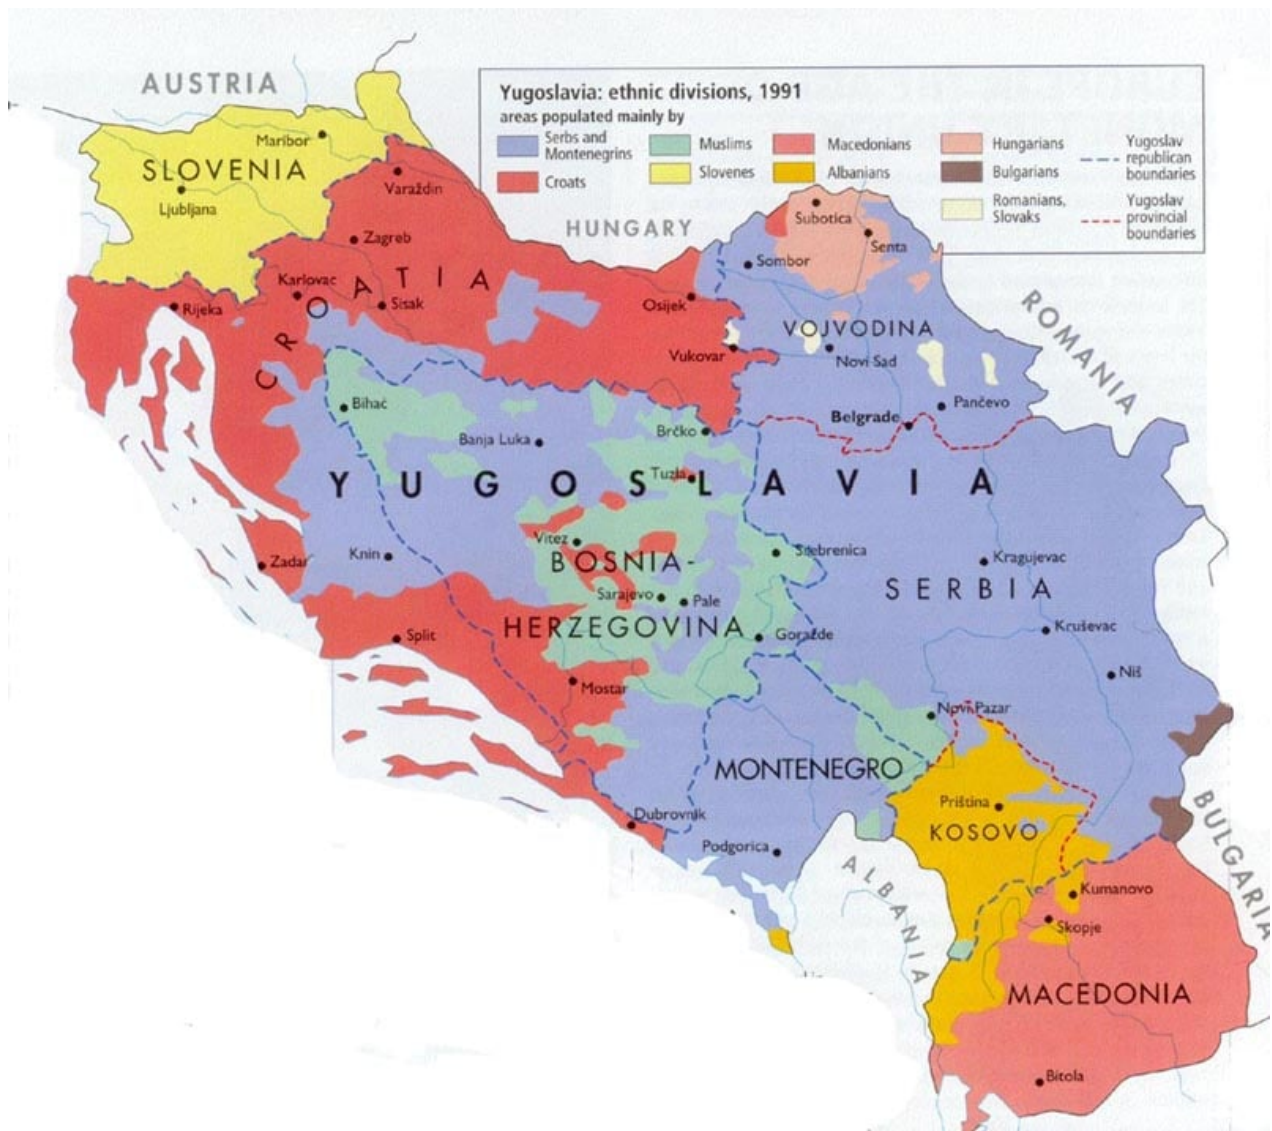 AUSTRIA
Yugoslavia: ethnic divisions, 1991
areas populated mainly by
Serbs and
Montenegrins
Croats
Muslims
Slovenes
Macedonians
Albanians
Hungarians
Bulgarians
Romanians,
Slovaks
Yugoslav
republican
boundaries
Yugoslav
provincial
boundaries
Maribor
SLOVENIA
Ljubljana
Varaždin
HUNGARY
Subotica
Senta
Zagreb
Sombor
Karlovac
CROATIA
Sisak
Rijeka
Osijek
ROMANIA
VOJVODINA
Vukovar
Novi Sad
Bihać
Pančevo
Belgrade
Brčko
Banja Luka
Tuzla
YUGOSLAVIA
Vitez
Knin
Srebrenica
Zadar
BOSNIA-
Kragujevac
SERBIA
Sarajevo
Pale
HERZEGOVINA
Goražde
Kruševac
Split
Niš
Mostar
Novi Pazar
MONTENEGRO
Priština
KOSOVO
Dubrovnik
BULGARIA
Podgorica
ALBANIA
Kumanovo
Skopje
MACEDONIA
Bitola